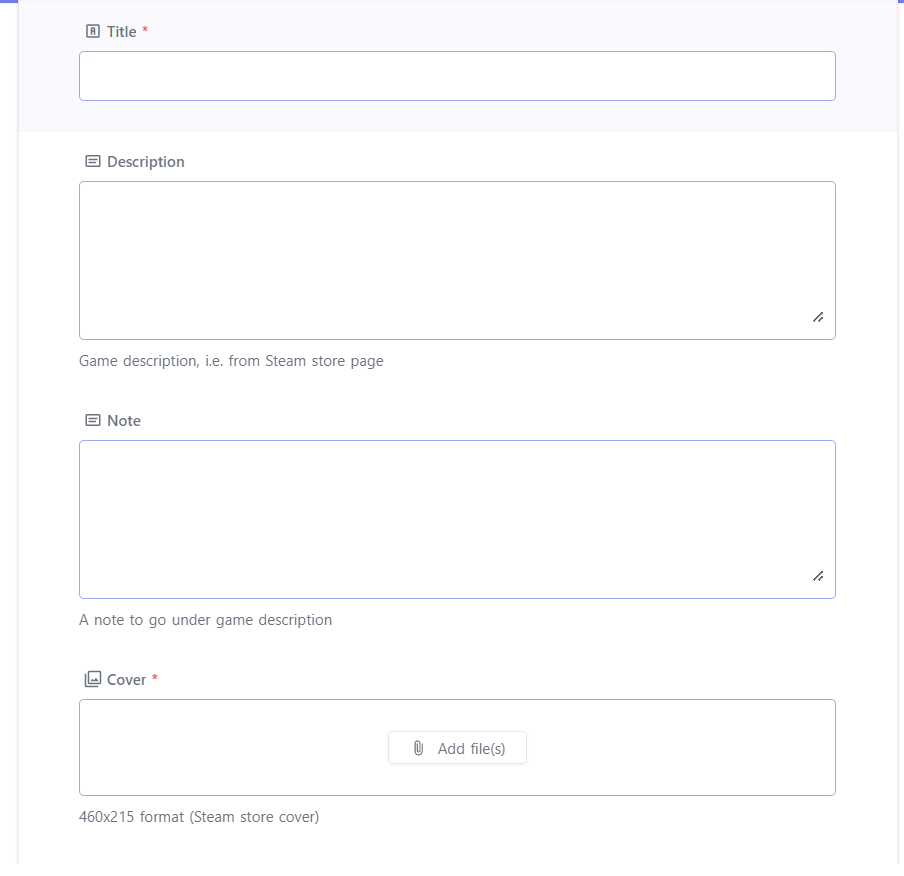 Title *
Description
Game description, i.e. from Steam store page
Note
A note to go under game description
Cover *
Add file(s)
460x215 format (Steam store cover)